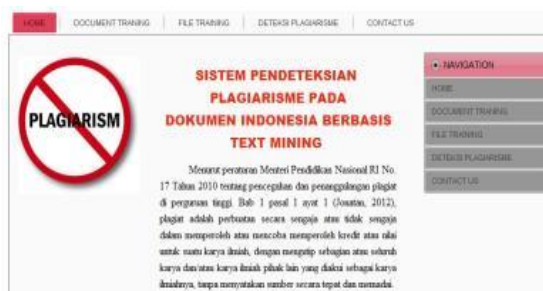 HOME DOCUMENT TRANING FILE TRAINING DETEKSI PLAGIARISME CONTACT US
PLAGIARISM
SISTEM PENDETEKSIAN
PLAGIARISME PADA
DOKUMEN INDONESIA BERBASIS
TEXT MINING
Menurut peraturan Menteri Pendidikan Nasional RI No.
17 Tahun 2010 tentang pencegahan dan penanggulangan plagiat
di perguruan tinggi. Bab 1 pasal 1 ayat 1 (Jonatan, 2012),
plagiat adalah perbuatan secara sengaja atau tidak sengaja
dalam memperoleh atau mencoba memperoleh kredit atau nilai
untuk suatu karya ilmiah, dengan mengutip sebagian atau seluruh
karya dan/atau karya ilmiah pihak lain yang diakui sebagai karya
ilmiahnya, tanpa menyatakan sumber secara tepat dan memadai.
NAVIGATION
HOME
DOCUMENT TRANING
FILE TRAINING
DETEKSI PLAGIARISME
CONTACT US